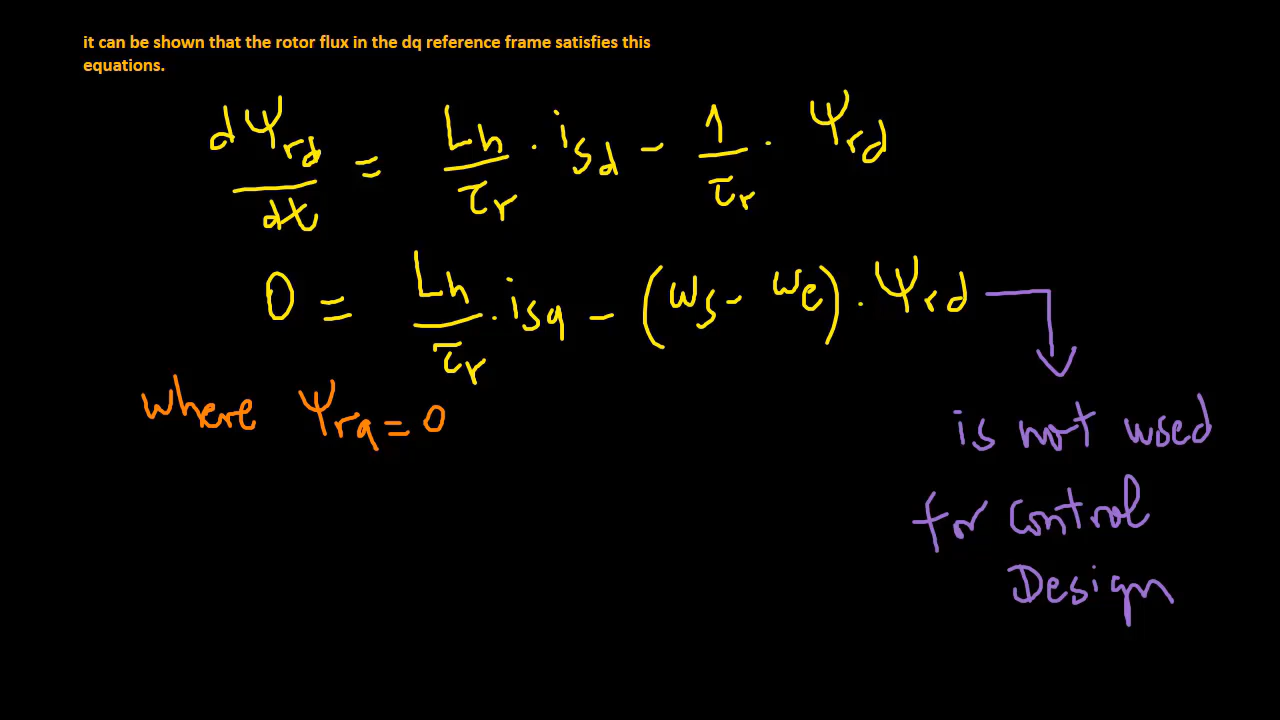 it can be shown that the rotor flux in the dq reference frame satisfies this
equations.
dΨrd/dt = Lh/τr · isd - 1/τr · Ψrd
0 = Lh/τr · isq - (ωs - ωe) · Ψrd
where Ψrq = 0
is not used
for control
Design